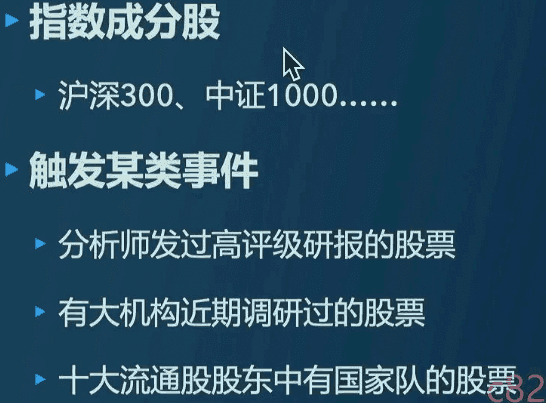 指数成分股
沪深300、中证1000……
触发某类事件
分析师发过高评级研报的股票
有大机构近期调研过的股票
十大流通股股东中有国家队的股票
c82